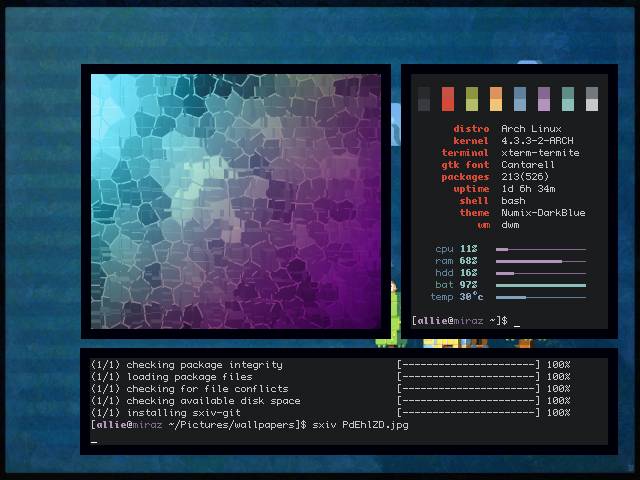 distro Arch Linux
kernel 4.3.3-2-ARCH
terminal xterm-termite
gtk font Cantarell
packages 213(526)
uptime 1d 6h 34m
shell bash
theme Numix-DarkBlue
wm dwm
cpu 11%
ram 68%
hdd 16%
bat 97%
temp 30°c
[allie@miraz ~]$ _
(1/1) checking package integrity [----------------------] 100%
(1/1) loading package files [----------------------] 100%
(1/1) checking for file conflicts [----------------------] 100%
(1/1) checking available disk space [----------------------] 100%
(1/1) installing sxiv-git [----------------------] 100%
[allie@miraz ~/Pictures/wallpapers]$ sxiv PdEhlZD.jpg
_